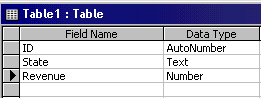 Table1 : Table
Field Name Data Type
ID AutoNumber
State Text
Revenue Number